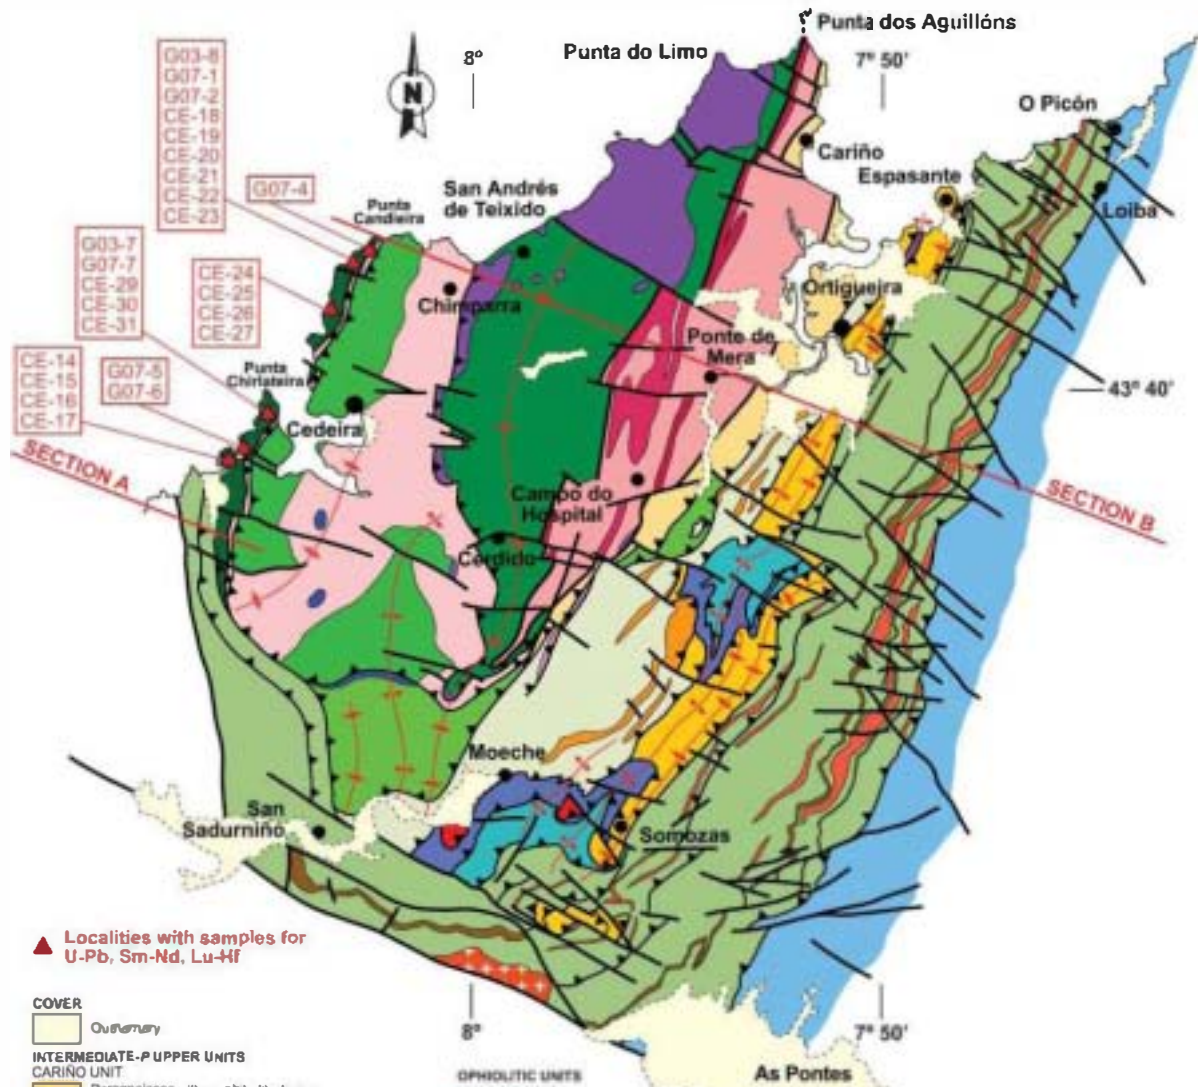 Punta dos Aguillóns
Punta do Limo
8°
7° 50'
N
O Picón
G03-8
G07-1
G07-2
CE-18
CE-19
CE-20
CE-21
CE-22
CE-23
G07-4
Cariño
Espasante
San Andrés
de Teixido
Punta
Candieira
Loiba
G03-7
G07-7
CE-29
CE-30
CE-31
CE-24
CE-25
CE-26
CE-27
Chimparra
Ortigueira
Ponte de
Mera
CE-14
CE-15
CE-16
CE-17
G07-5
G07-6
Punta
Chirlateira
43° 40'
Cedeira
SECTION A
SECTION B
Campo do
Hospital
Cerdido
Moeche
San
Sadurniño
Somozas
Localities with samples for
U-Pb, Sm-Nd, Lu-Hf
COVER
Quaternary
8°
7° 50'
INTERMEDIATE-P UPPER UNITS
CARIÑO UNIT
OPHIOLITIC UNITS
As Pontes